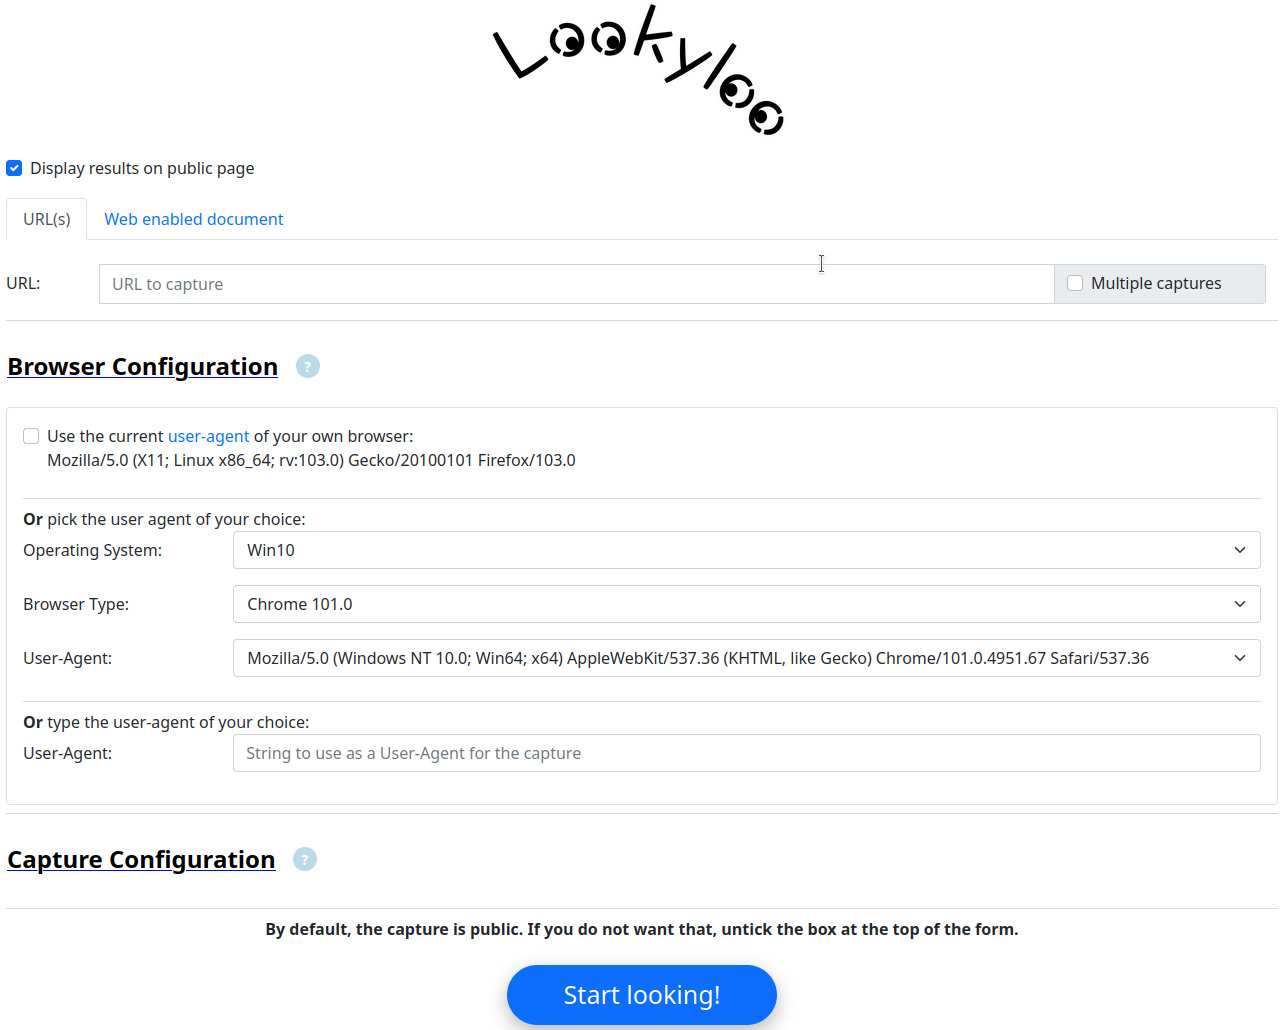 Lookyloo
Display results on public page
URL(s) Web enabled document
URL: URL to capture Multiple captures
Browser Configuration ?
Use the current user-agent of your own browser:
Mozilla/5.0 (X11; Linux x86_64; rv:103.0) Gecko/20100101 Firefox/103.0
Or pick the user agent of your choice:
Operating System: Win10
Browser Type: Chrome 101.0
User-Agent: Mozilla/5.0 (Windows NT 10.0; Win64; x64) AppleWebKit/537.36 (KHTML, like Gecko) Chrome/101.0.4951.67 Safari/537.36
Or type the user-agent of your choice:
User-Agent: String to use as a User-Agent for the capture
Capture Configuration ?
By default, the capture is public. If you do not want that, untick the box at the top of the form.
Start looking!